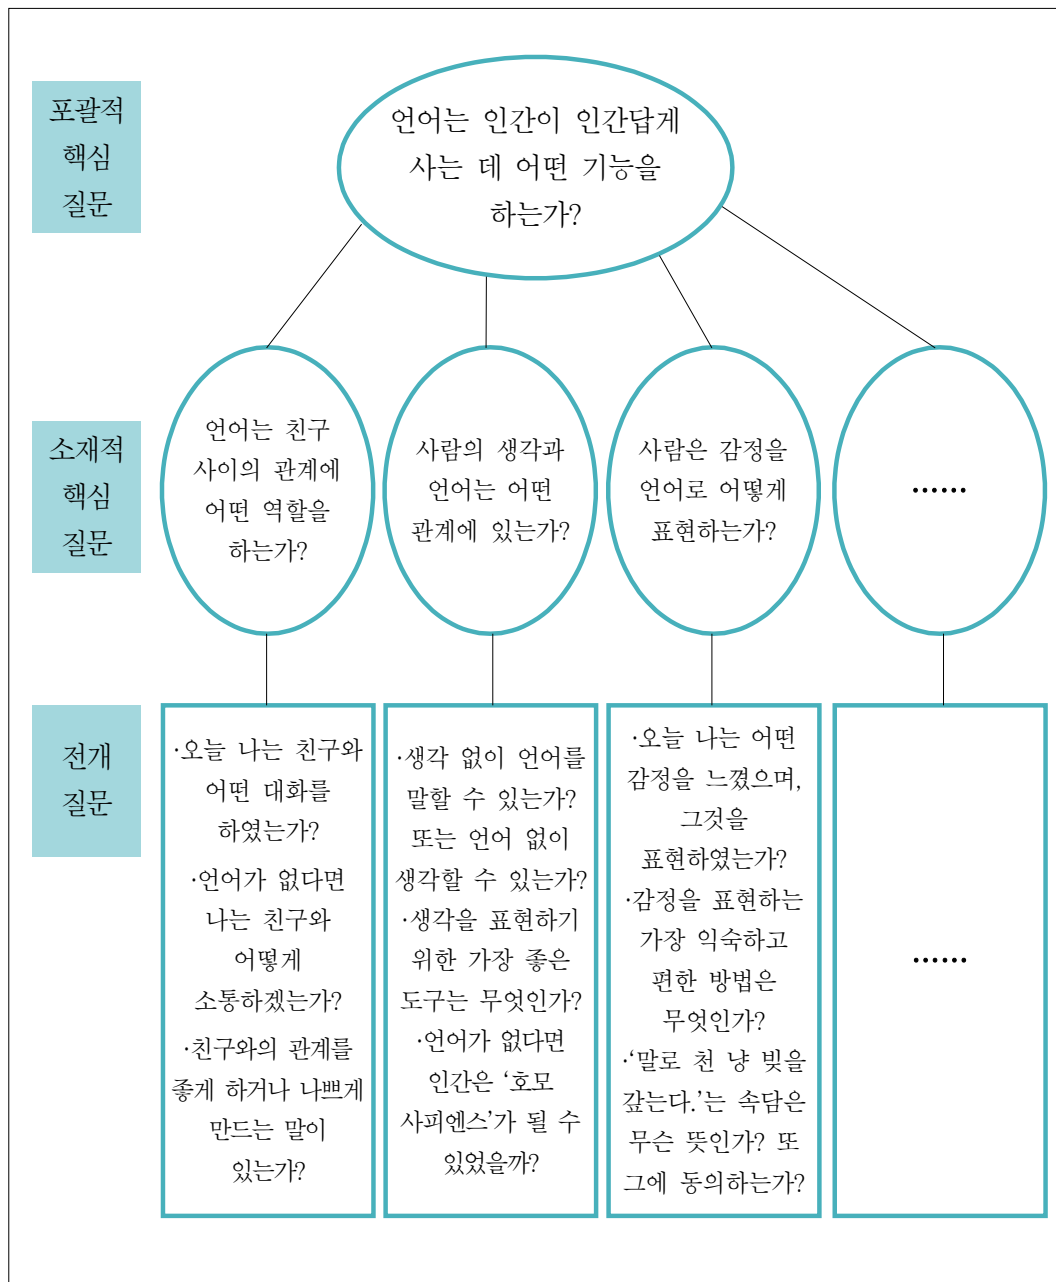 포괄적
핵심
질문
언어는 인간이 인간답게
사는 데 어떤 기능을
하는가?
소재적
핵심
질문
언어는 친구
사이의 관계에
어떤 역할을
하는가?
사람의 생각과
언어는 어떤
관계에 있는가?
사람은 감정을
언어로 어떻게
표현하는가?
……
전개
질문
·오늘 나는 친구와
어떤 대화를
하였는가?
·언어가 없다면
나는 친구와
어떻게
소통하겠는가?
·친구와의 관계를
좋게 하거나 나쁘게
만드는 말이
있는가?
·생각 없이 언어를
말할 수 있는가?
또는 언어 없이
생각할 수 있는가?
·생각을 표현하기
위한 가장 좋은
도구는 무엇인가?
·언어가 없다면
인간은 ‘호모
사피엔스’가 될 수
있었을까?
·오늘 나는 어떤
감정을 느꼈으며,
그것을
표현하였는가?
·감정을 표현하는
가장 익숙하고
편한 방법은
무엇인가?
·‘말로 천 냥 빚을
갚는다.’는 속담은
무슨 뜻인가? 또
그에 동의하는가?
……